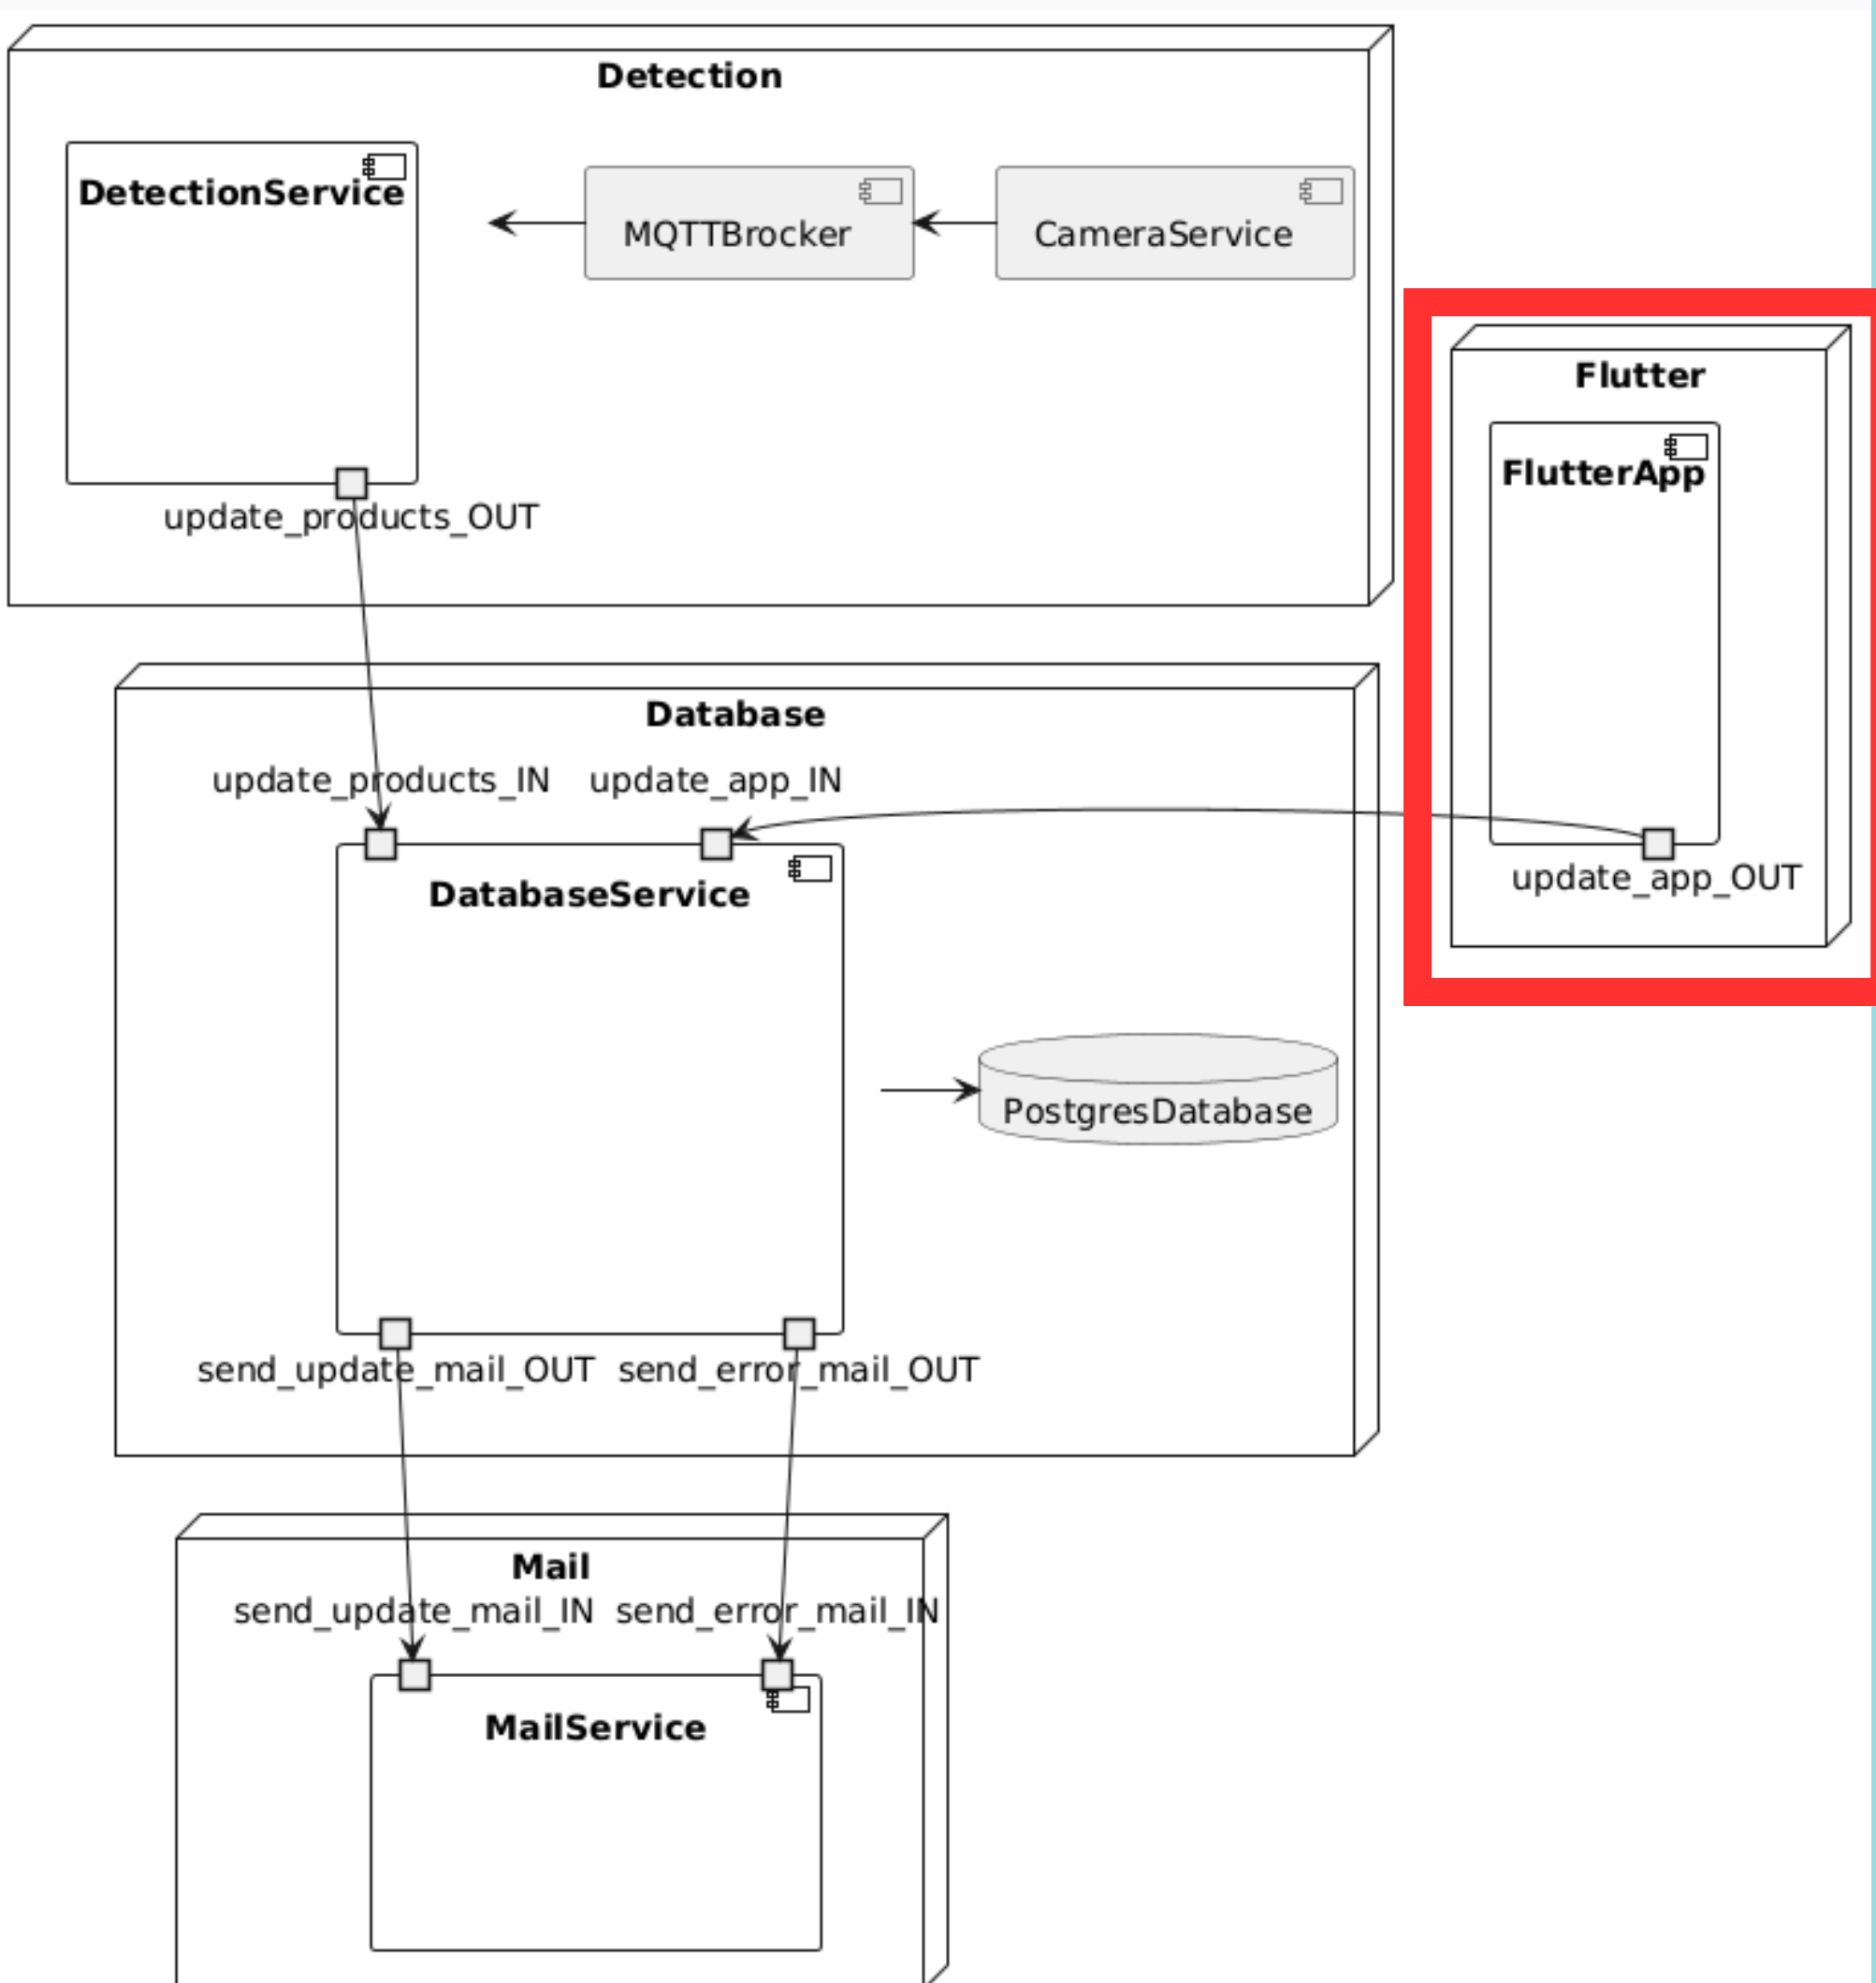 Detection
DetectionService
MQTTBrocker
CameraService
update_products_OUT
Flutter
FlutterApp
update_app_OUT
Database
update_products_IN
update_app_IN
DatabaseService
PostgresDatabase
send_update_mail_OUT
send_error_mail_OUT
Mail
send_update_mail_IN
send_error_mail_IN
MailService